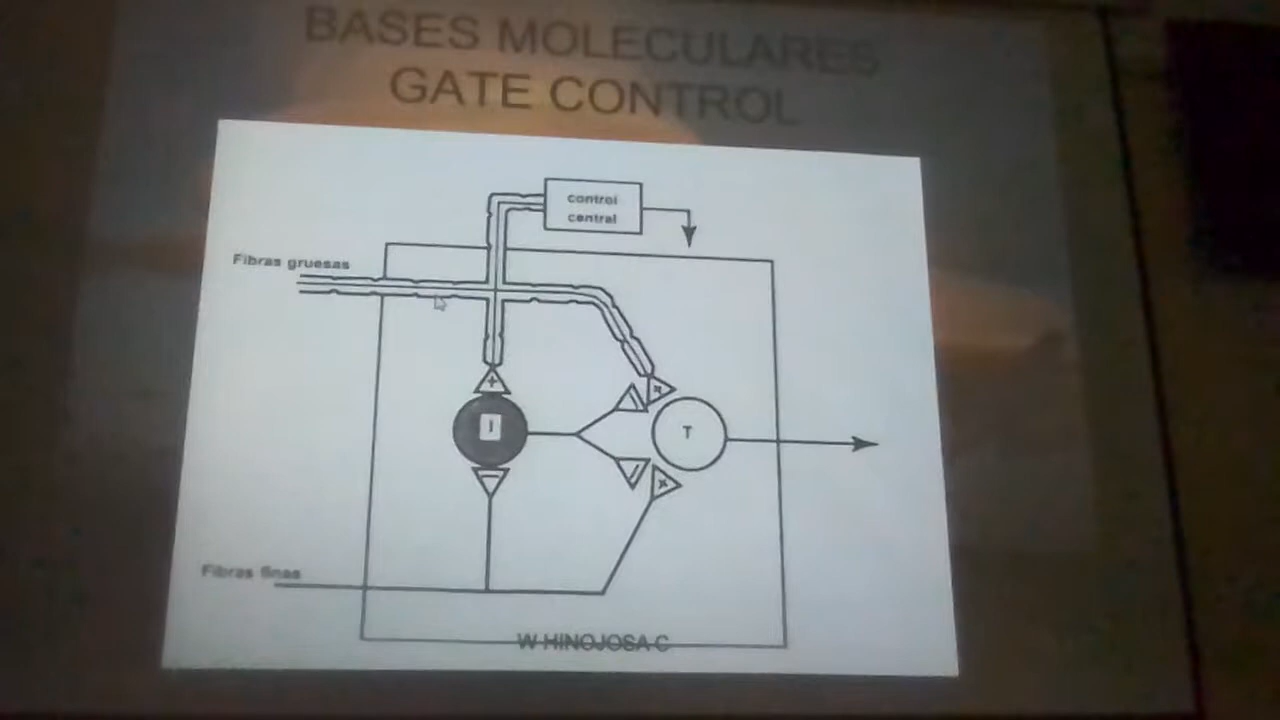 BASES MOLECULARES
GATE CONTROL
control
central
Fibras gruesas
+
+
I
T
+
Fibras finas
W HINOJOSA C